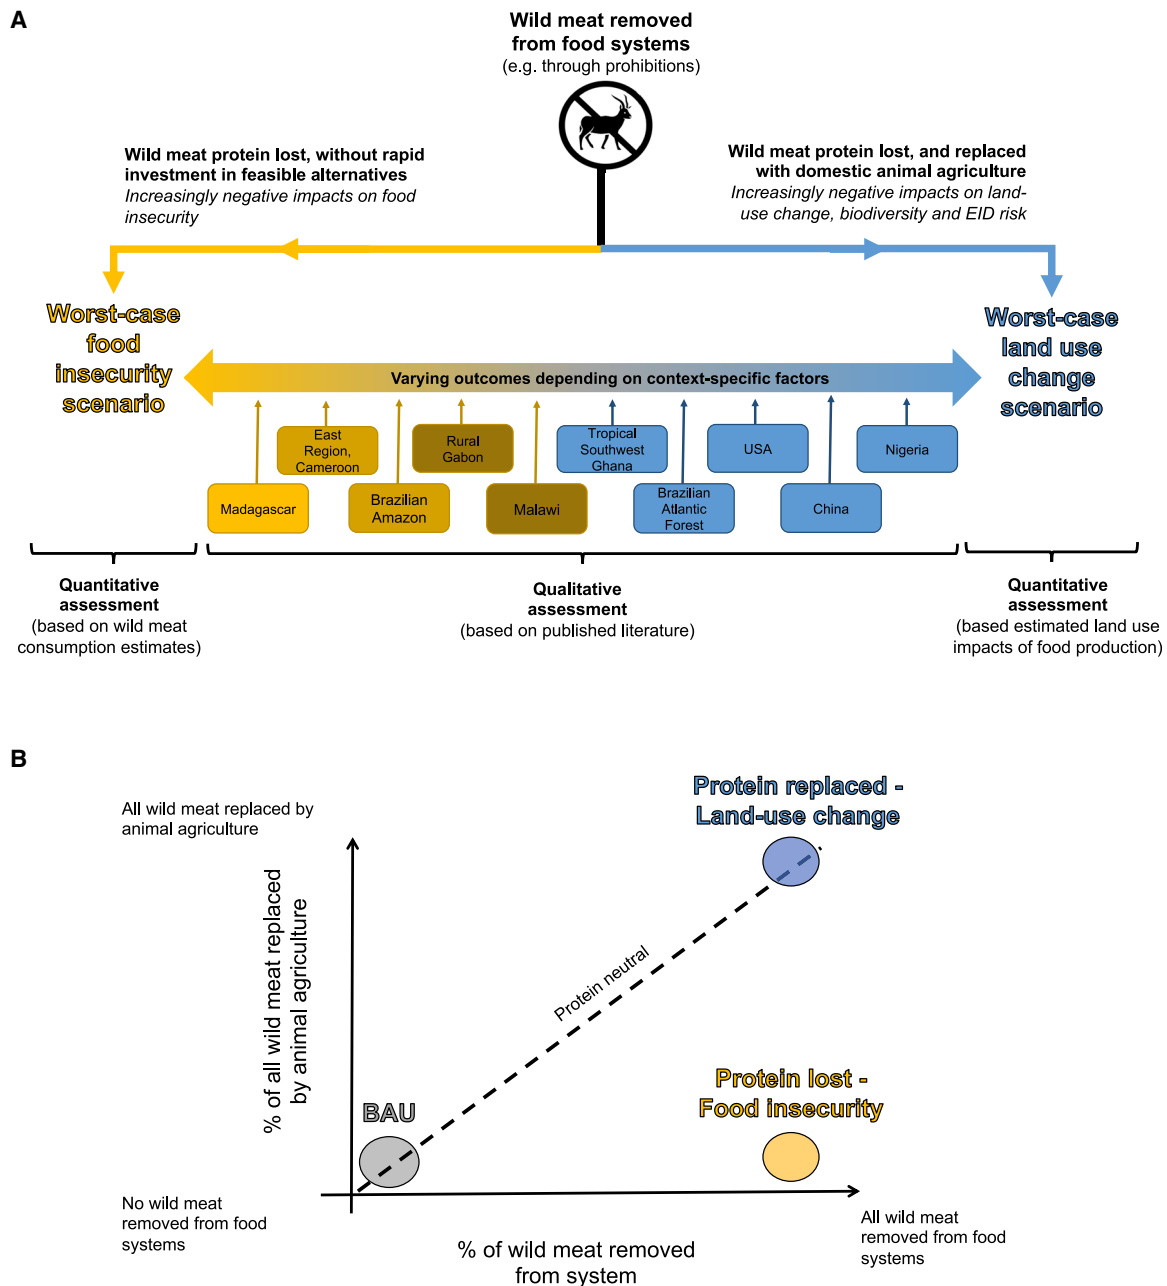 A
Wild meat removed
from food systems
(e.g. through prohibitions)
Wild meat protein lost, without rapid
investment in feasible alternatives
Increasingly negative impacts on food
insecurity
Wild meat protein lost, and replaced
with domestic animal agriculture
Increasingly negative impacts on land-
use change, biodiversity and EID risk
Worst-case
food
insecurity
scenario
Worst-case
land use
change
scenario
Varying outcomes depending on context-specific factors
East
Region,
Cameroon
Rural
Gabon
Tropical
Southwest
Ghana
USA
Nigeria
Madagascar
Brazilian
Amazon
Malawi
Brazilian
Atlantic
Forest
China
Quantitative
assessment
(based on wild meat
consumption estimates)
Qualitative
assessment
(based on published literature)
Quantitative
assessment
(based estimated land use
impacts of food production)
B
All wild meat replaced by
animal agriculture
Protein replaced -
Land-use change
% of all wild meat replaced
by animal agriculture
Protein neutral
Protein lost -
Food insecurity
BAU
No wild meat
removed from food
systems
% of wild meat removed
from system
All wild meat
removed from food
systems